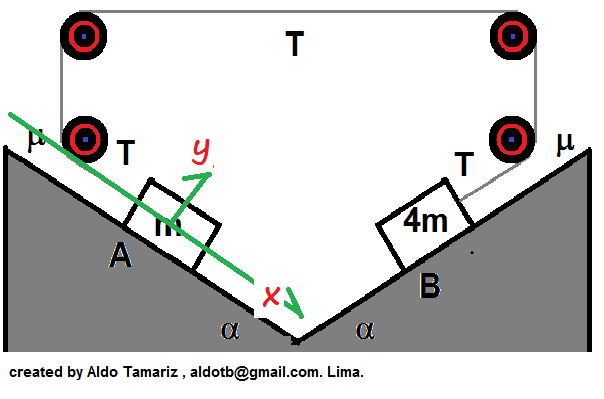 T
μ
T
y
T
μ
m
4m
A
x
B
α
α
created by Aldo Tamariz , aldotb@gmail.com. Lima.